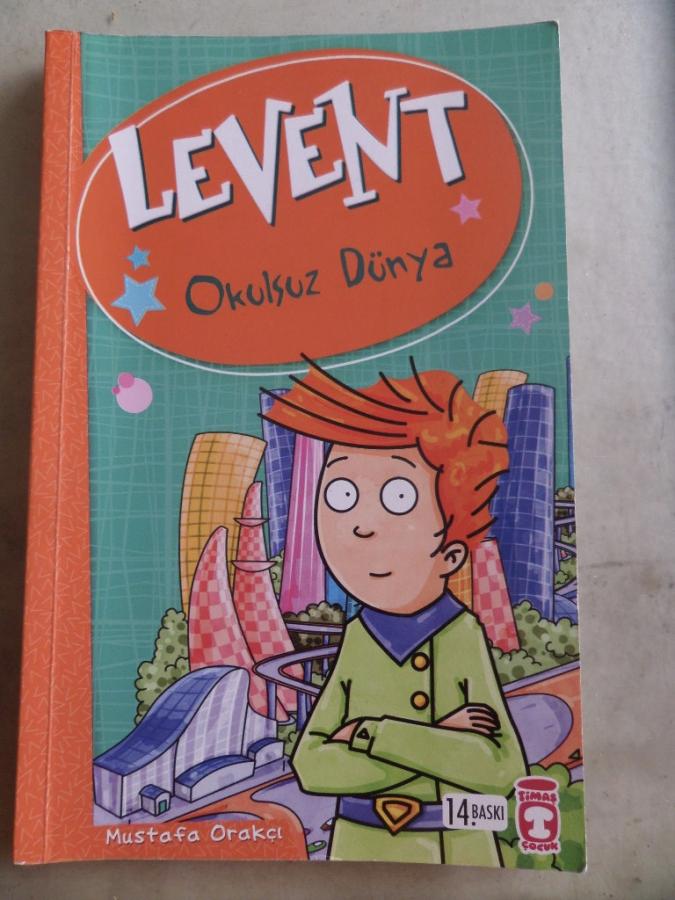 LEVENT
Okulsuz Dünya
14. BASKI
TİMAŞ
ÇOCUK
Mustafa Orakçı